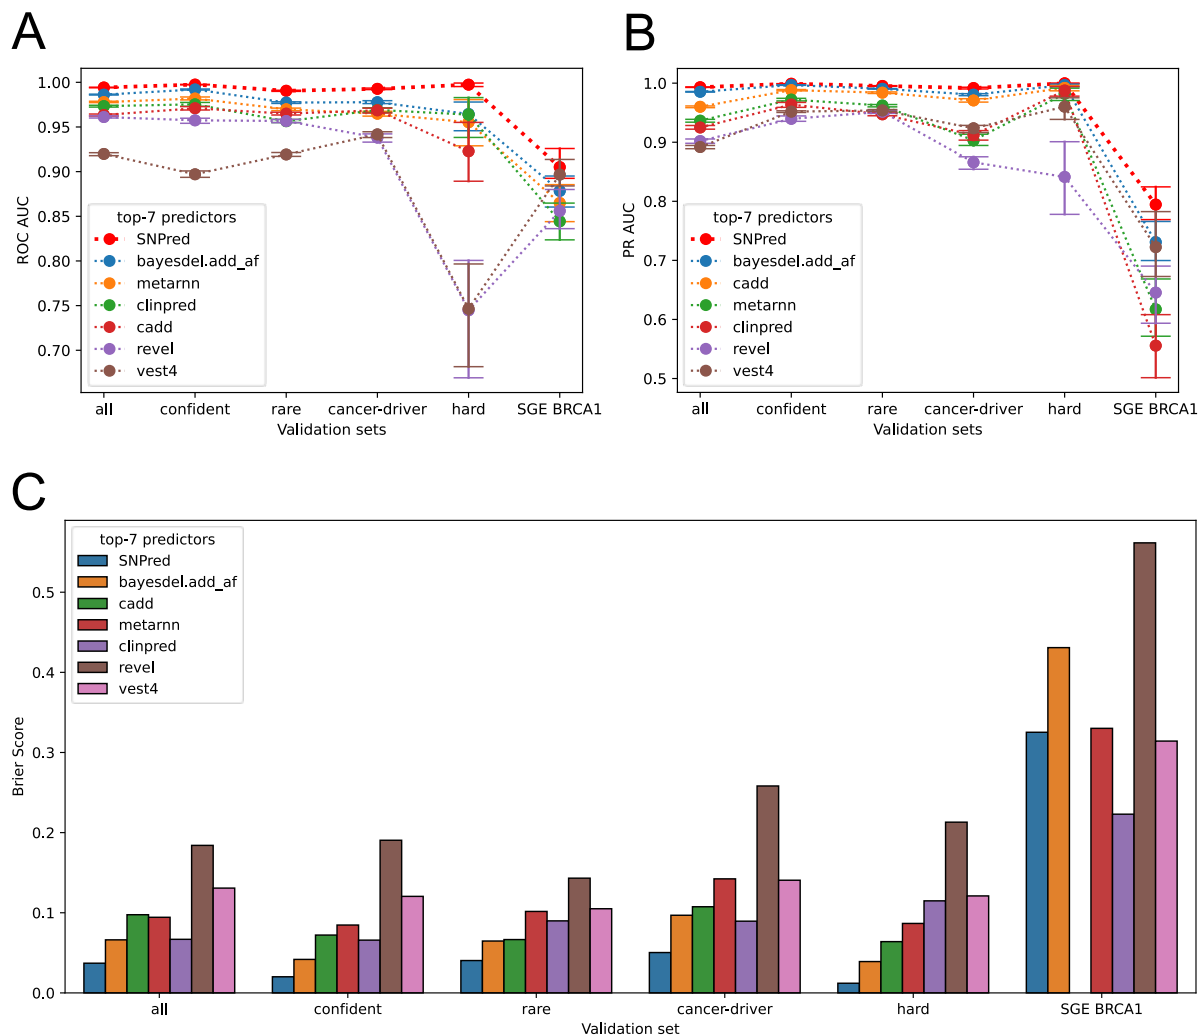 A
ROC AUC
1.00
0.95
0.90
0.85
0.80
0.75
0.70
top-7 predictors
SNPred
bayesdel.add_af
metarnn
clinpred
cadd
revel
vest4
all
confident
rare
cancer-driver
hard
SGE BRCA1
Validation sets
B
PR AUC
1.0
0.9
0.8
0.7
0.6
0.5
top-7 predictors
SNPred
bayesdel.add_af
cadd
metarnn
clinpred
revel
vest4
all
confident
rare
cancer-driver
hard
SGE BRCA1
Validation sets
C
Brier Score
0.5
0.4
0.3
0.2
0.1
0.0
top-7 predictors
SNPred
bayesdel.add_af
cadd
metarnn
clinpred
revel
vest4
all
confident
rare
cancer-driver
hard
SGE BRCA1
Validation set